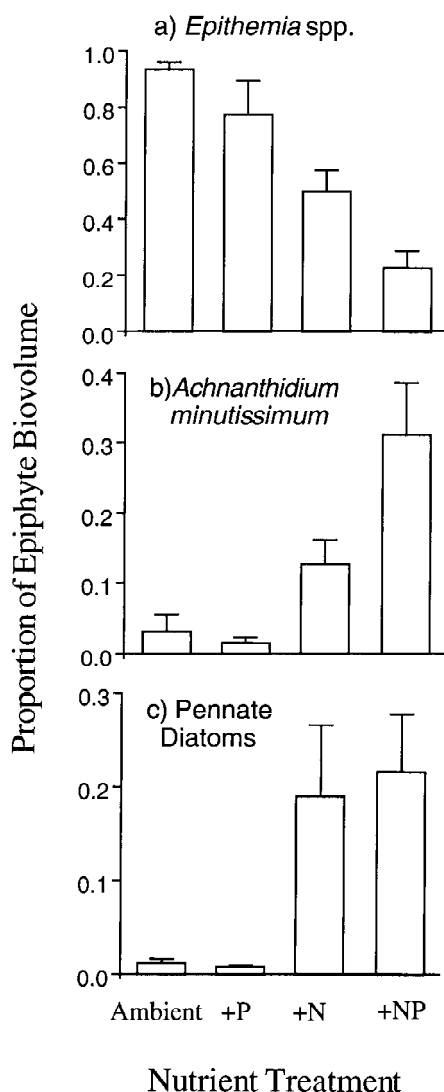 a) Epithemia spp.
1.0
0.8
0.6
0.4
0.2
0.0
b)Achnanthidium
minutissimum
0.4
0.3
0.2
0.1
0.0
c) Pennate
Diatoms
0.3
0.2
0.1
0.0
Proportion of Epiphyte Biovolume
Ambient +P +N +NP
Nutrient Treatment